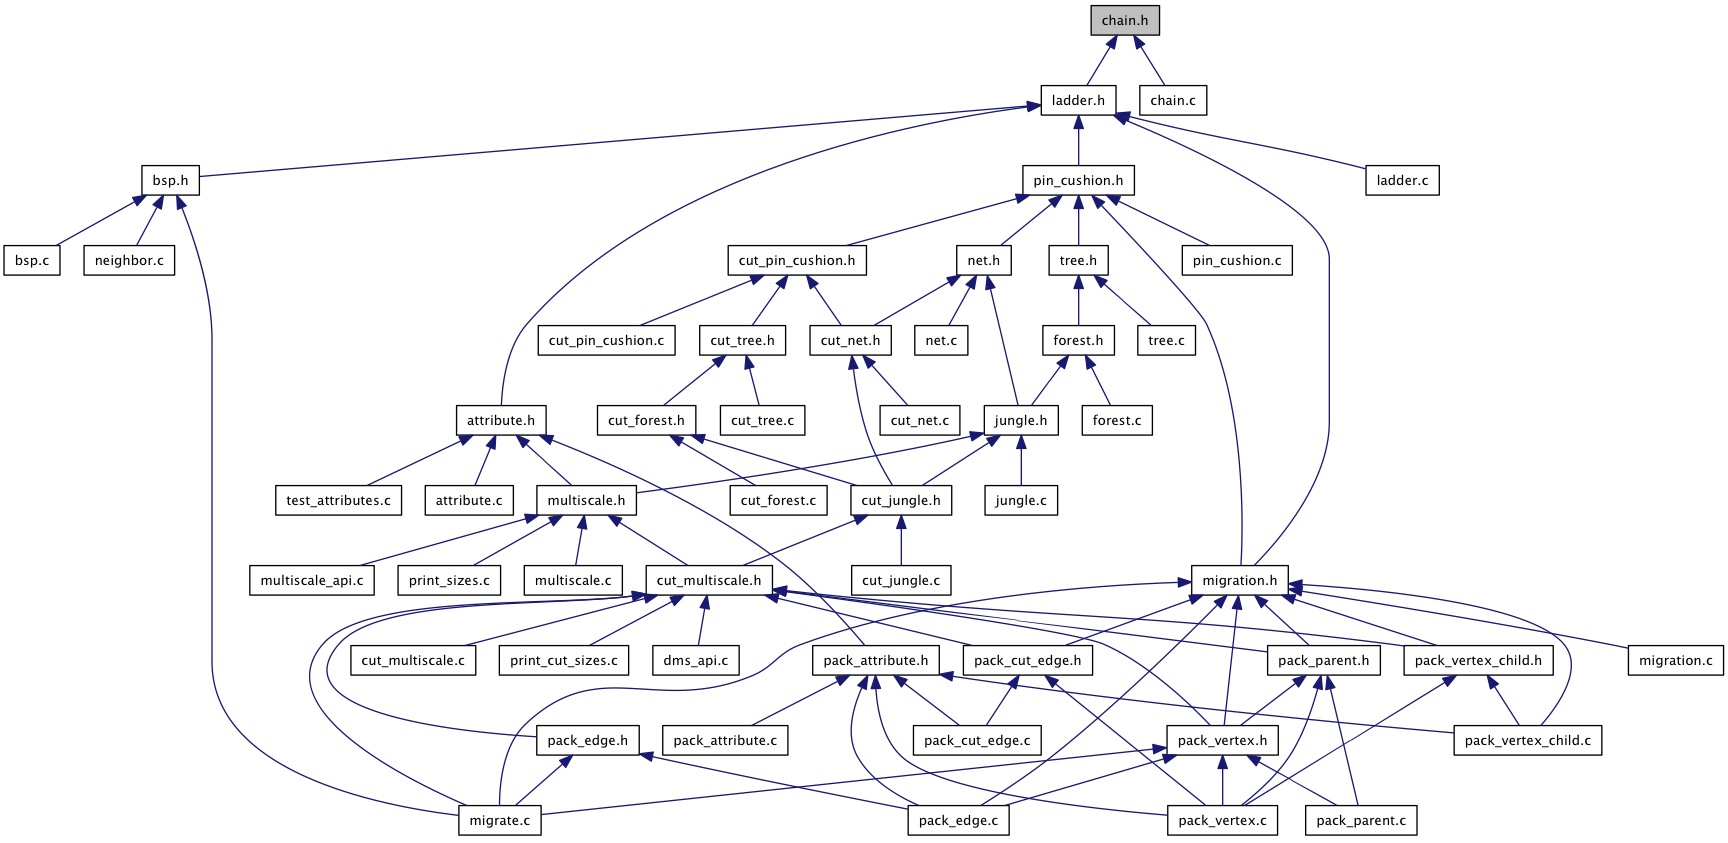 chain.h
ladder.h
chain.c
bsp.h
pin_cushion.h
ladder.c
bsp.c
neighbor.c
cut_pin_cushion.h
net.h
tree.h
pin_cushion.c
cut_pin_cushion.c
cut_tree.h
cut_net.h
net.c
forest.h
tree.c
attribute.h
cut_forest.h
cut_tree.c
cut_net.c
jungle.h
forest.c
test_attributes.c
attribute.c
multiscale.h
cut_forest.c
cut_jungle.h
jungle.c
multiscale_api.c
print_sizes.c
multiscale.c
cut_multiscale.h
cut_jungle.c
migration.h
cut_multiscale.c
print_cut_sizes.c
dms_api.c
pack_attribute.h
pack_cut_edge.h
pack_parent.h
pack_vertex_child.h
migration.c
pack_edge.h
pack_attribute.c
pack_cut_edge.c
pack_vertex.h
pack_vertex_child.c
migrate.c
pack_edge.c
pack_vertex.c
pack_parent.c